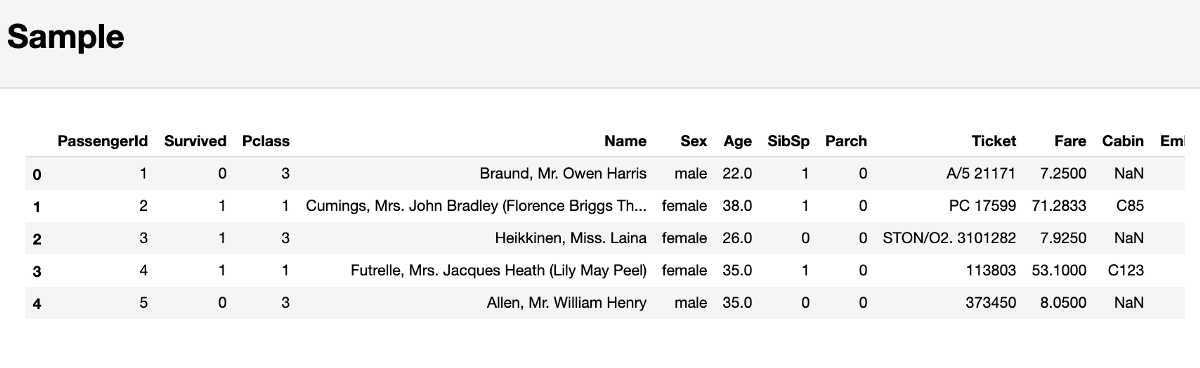 Sample
PassengerId Survived Pclass Name Sex Age SibSp Parch Ticket Fare Cabin
0 1 0 3 Braund, Mr. Owen Harris male 22.0 1 0 A/5 21171 7.2500 NaN
1 2 1 1 Cumings, Mrs. John Bradley (Florence Briggs Th... female 38.0 1 0 PC 17599 71.2833 C85
2 3 1 3 Heikkinen, Miss. Laina female 26.0 0 0 STON/O2. 3101282 7.9250 NaN
3 4 1 1 Futrelle, Mrs. Jacques Heath (Lily May Peel) female 35.0 1 0 113803 53.1000 C123
4 5 0 3 Allen, Mr. William Henry male 35.0 0 0 373450 8.0500 NaN